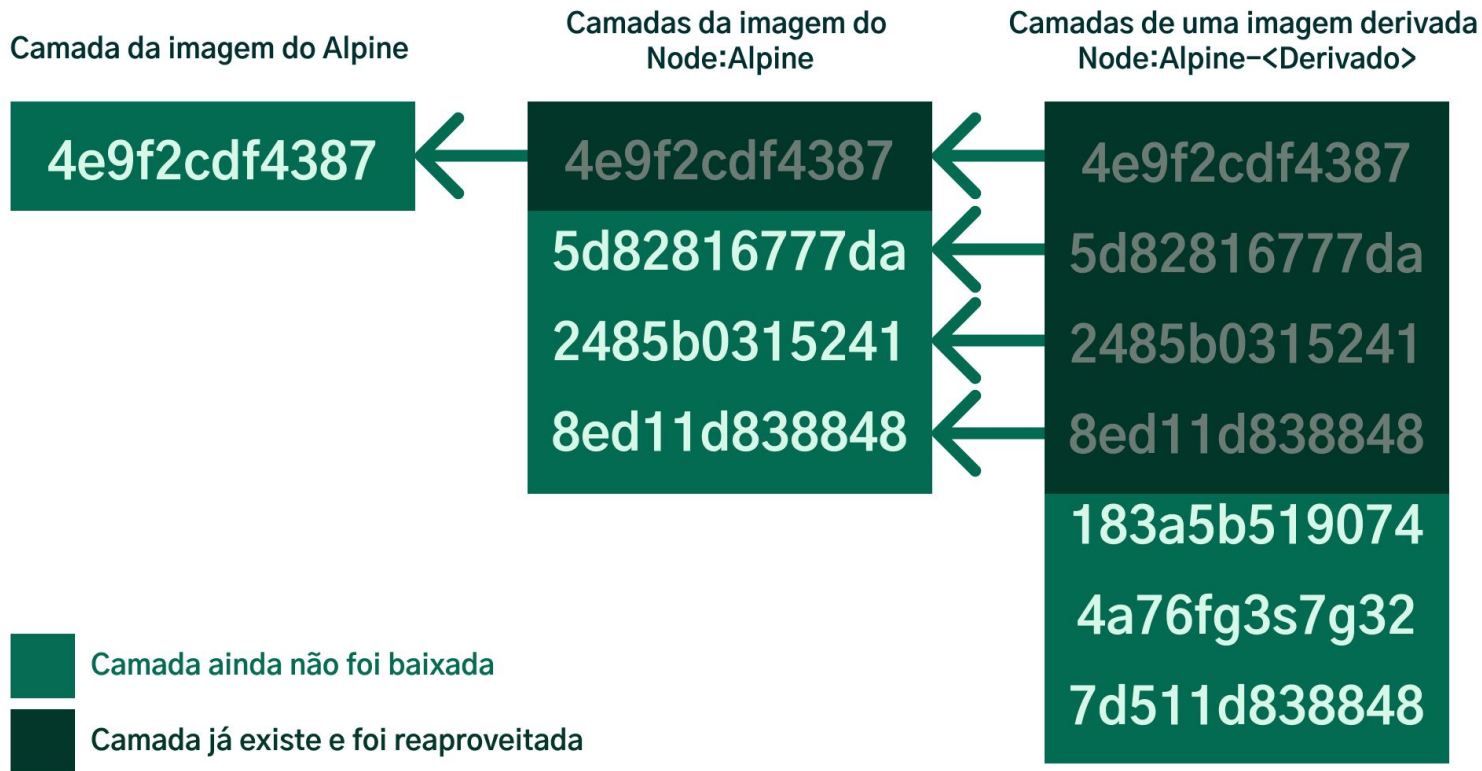 Camada da imagem do Alpine
4e9f2cdf4387
Camadas da imagem do
Node:Alpine
4e9f2cdf4387
5d82816777da
2485b0315241
8ed11d838848
Camadas de uma imagem derivada
Node:Alpine-<Derivado>
4e9f2cdf4387
5d82816777da
2485b0315241
8ed11d838848
183a5b519074
4a76fg3s7g32
7d511d838848
Camada ainda não foi baixada
Camada já existe e foi reaproveitada